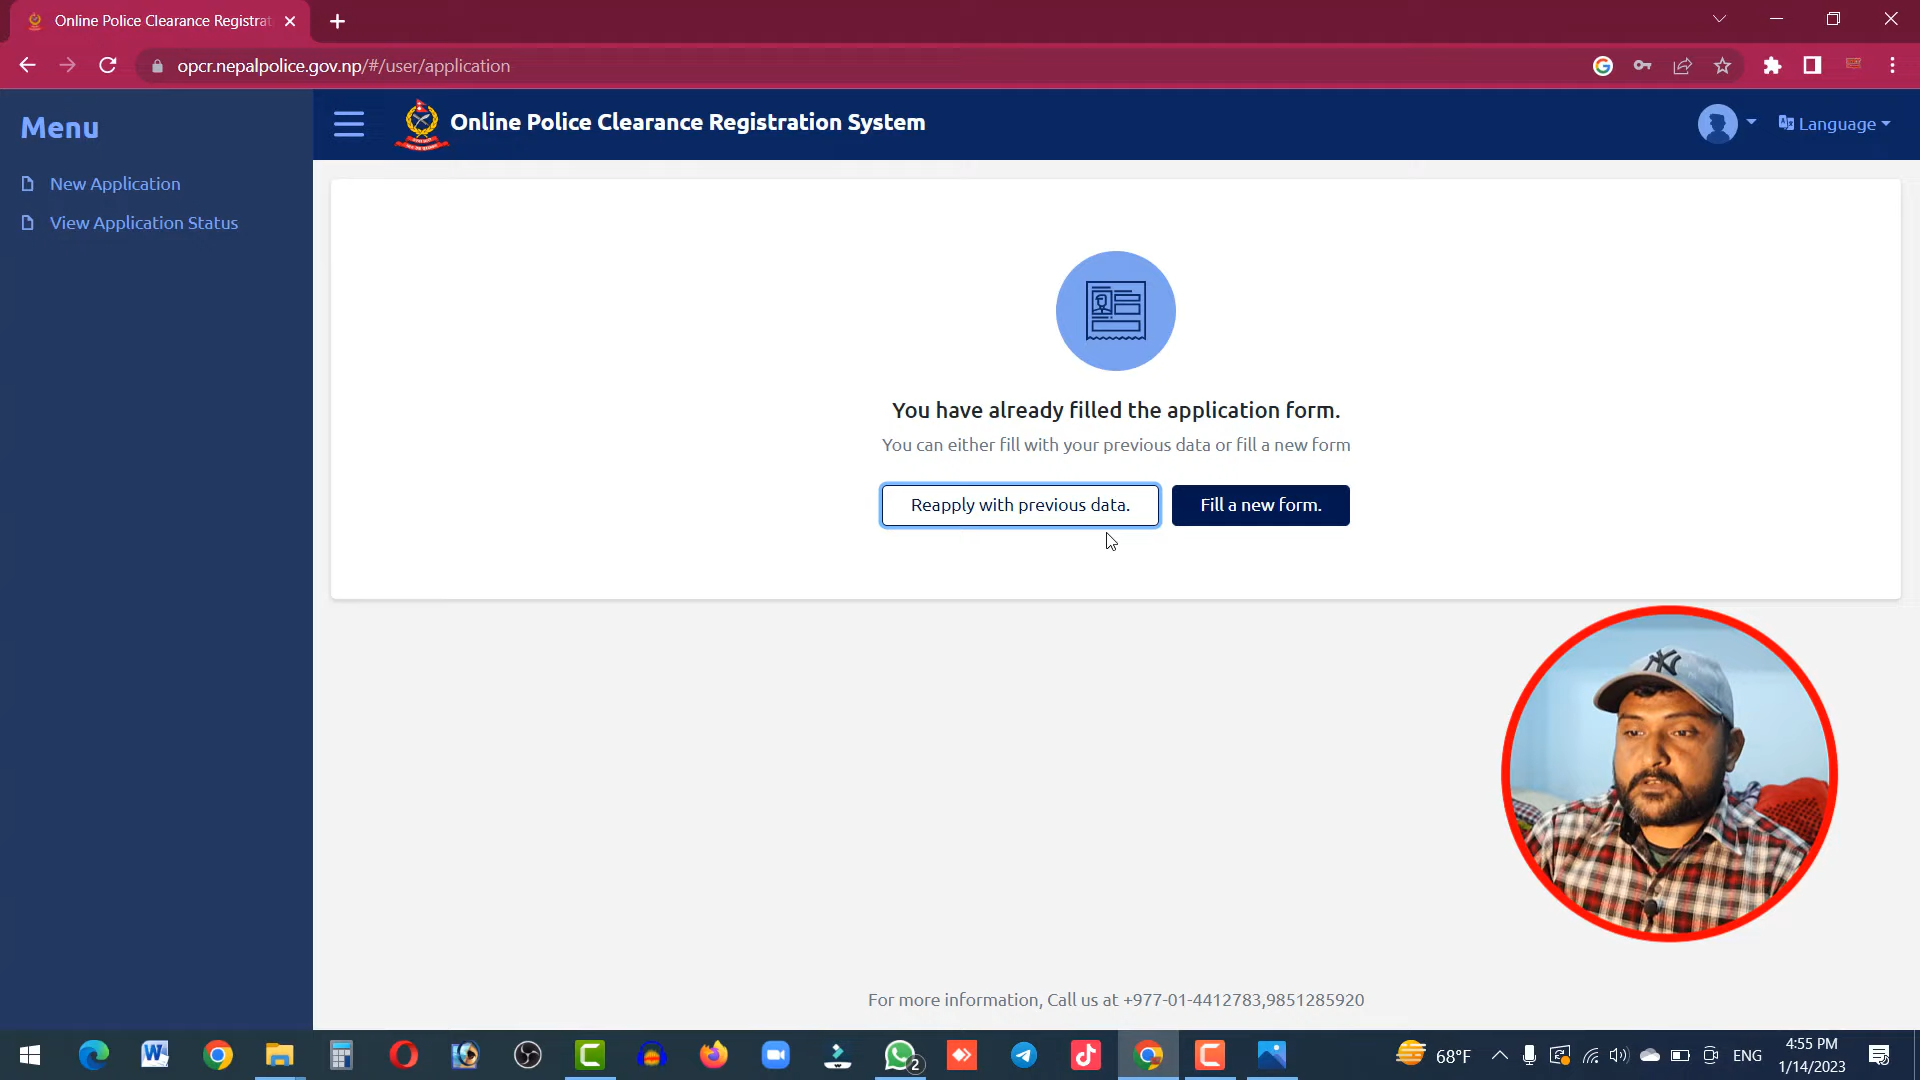 Online Police Clearance Registrat
opcr.nepalpolice.gov.np/#/user/application
Menu
New Application
View Application Status
Online Police Clearance Registration System
Language
You have already filled the application form.
You can either fill with your previous data or fill a new form
Reapply with previous data.
Fill a new form.
For more information, Call us at +977-01-4412783,9851285920
2
68°F
ENG
4:55 PM
1/14/2023